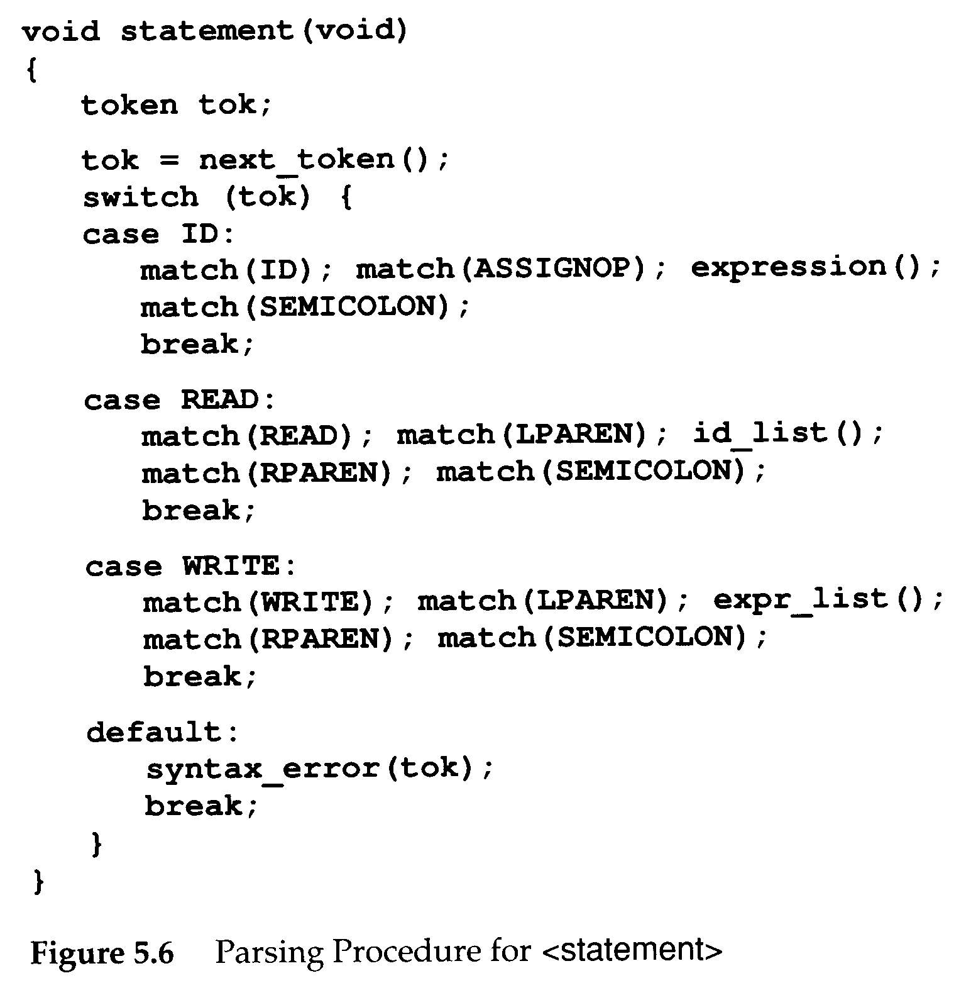 void statement(void)
{
token tok;
tok = next_token();
switch (tok) {
case ID:
match(ID); match(ASSIGNOP); expression();
match(SEMICOLON);
break;
case READ:
match(READ); match(LPAREN); id_list();
match(RPAREN); match(SEMICOLON);
break;
case WRITE:
match(WRITE); match(LPAREN); expr_list();
match(RPAREN); match(SEMICOLON);
break;
default:
syntax_error(tok);
break;
}
}
Figure 5.6 Parsing Procedure for <statement>